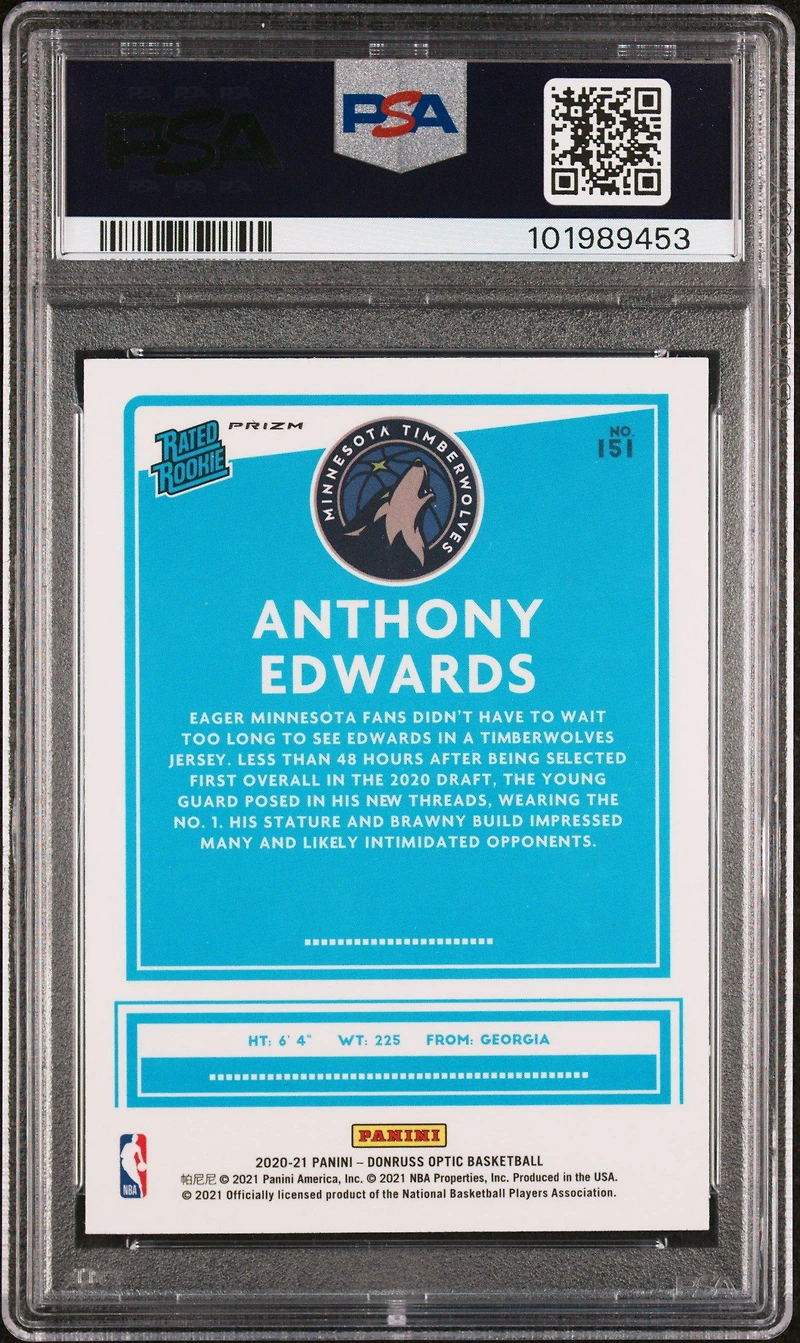 PSA
PSA
101989453
RATED
ROOKIE
PRIZM
MINNESOTA TIMBERWOLVES
NO.
151
ANTHONY
EDWARDS
EAGER MINNESOTA FANS DIDN'T HAVE TO WAIT
TOO LONG TO SEE EDWARDS IN A TIMBERWOLVES
JERSEY. LESS THAN 48 HOURS AFTER BEING SELECTED
FIRST OVERALL IN THE 2020 DRAFT, THE YOUNG
GUARD POSED IN HIS NEW THREADS, WEARING THE
NO. 1. HIS STATURE AND BRAWNY BUILD IMPRESSED
MANY AND LIKELY INTIMIDATED OPPONENTS.
HT: 6' 4" WT: 225 FROM: GEORGIA
PANINI
NBA
2020-21 PANINI – DONRUSS OPTIC BASKETBALL
帕尼尼 © 2021 Panini America, Inc. © 2021 NBA Properties, Inc. Produced in the USA.
© 2021 Officially licensed product of the National Basketball Players Association.
PSA